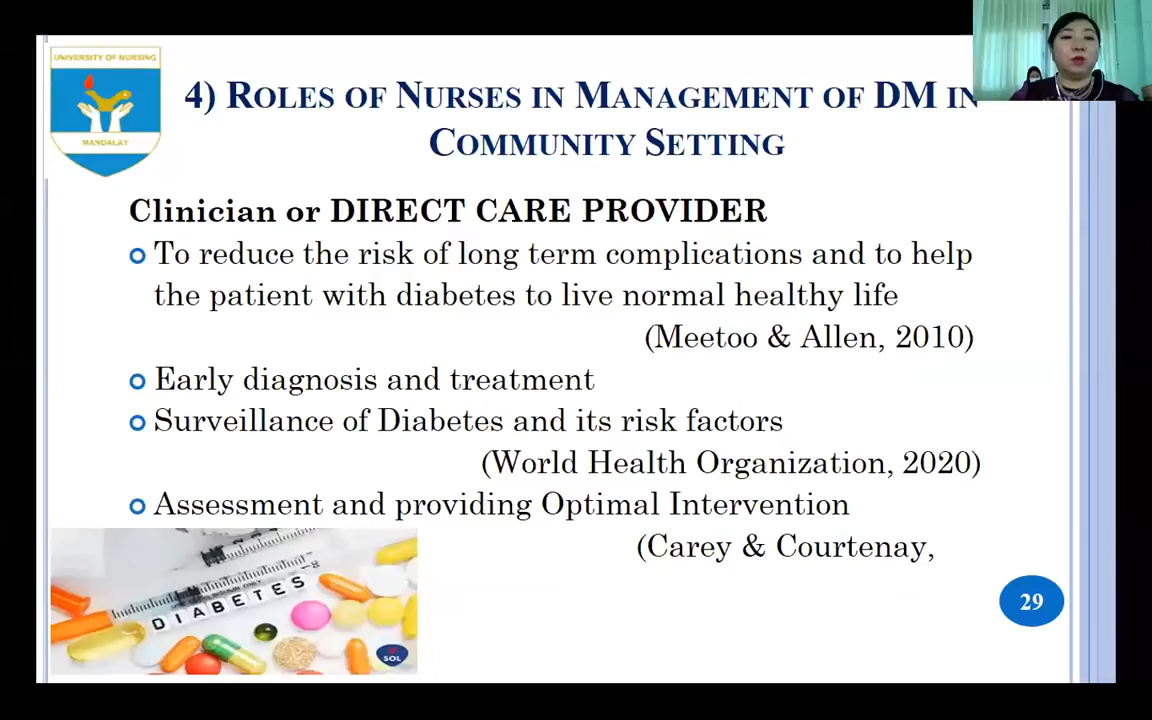 UNIVERSITY OF NURSING
MANDALAY
4) ROLES OF NURSES IN MANAGEMENT OF DM IN
COMMUNITY SETTING
Clinician or DIRECT CARE PROVIDER
To reduce the risk of long term complications and to help
the patient with diabetes to live normal healthy life
(Meetoo & Allen, 2010)
Early diagnosis and treatment
Surveillance of Diabetes and its risk factors
(World Health Organization, 2020)
Assessment and providing Optimal Intervention
(Carey & Courtenay,
DIABETES
SOL
29